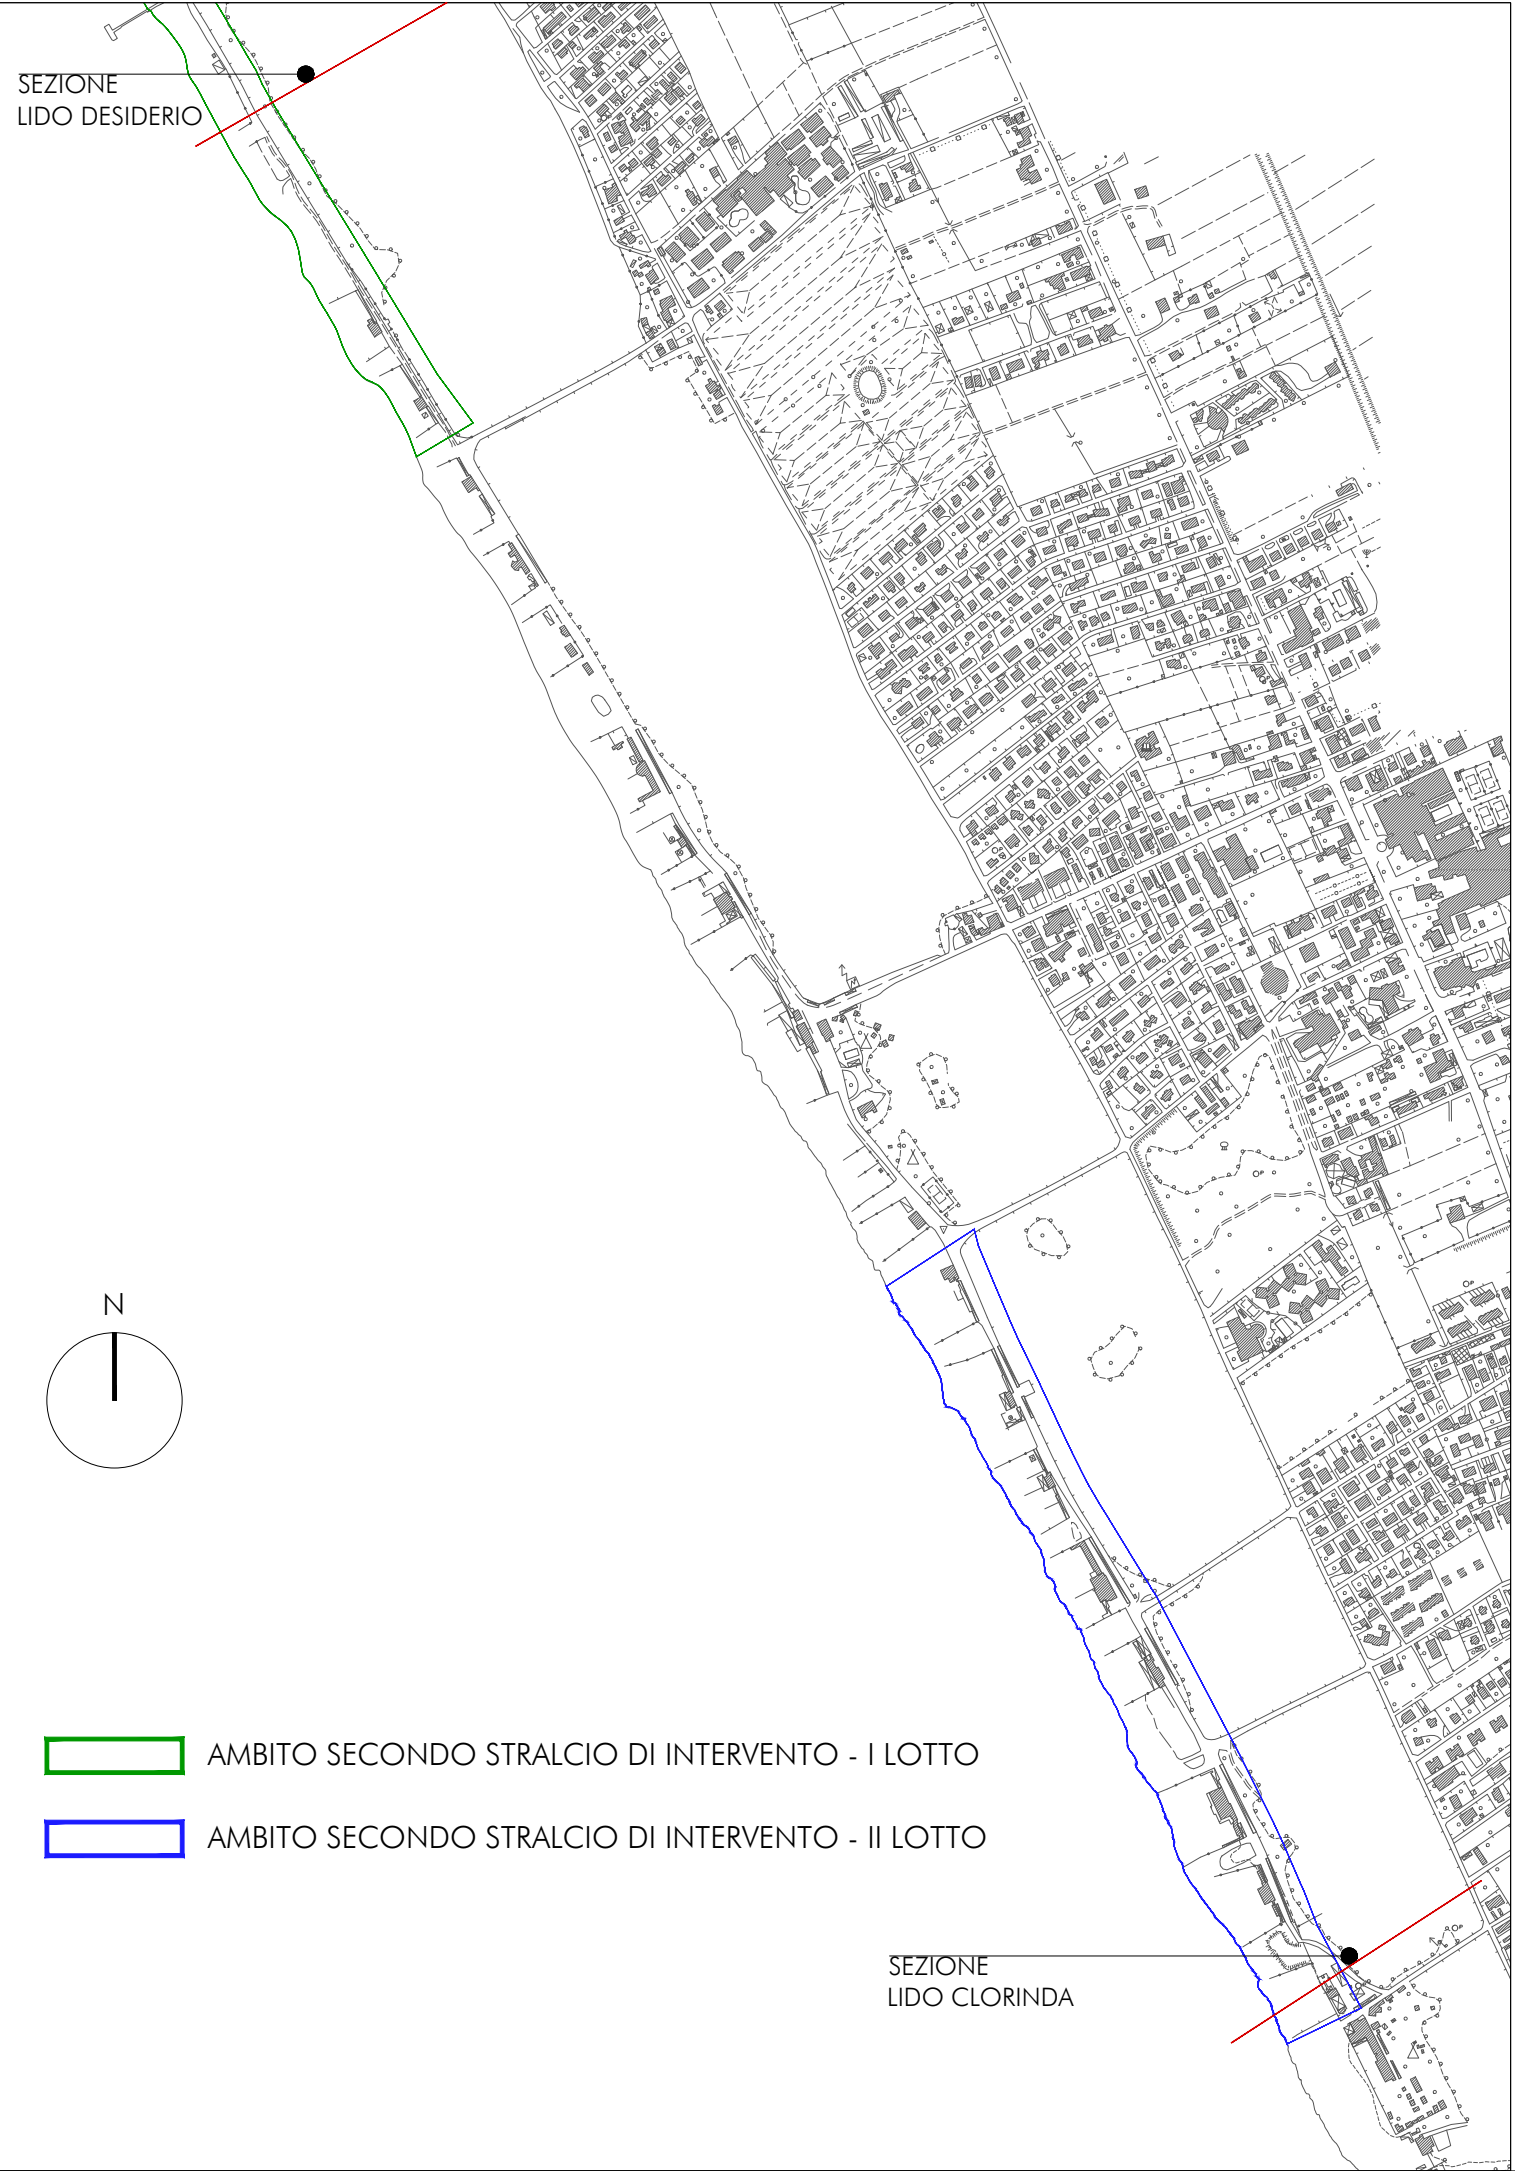 SEZIONE
LIDO DESIDERIO
N
AMBITO SECONDO STRALCIO DI INTERVENTO - I LOTTO
AMBITO SECONDO STRALCIO DI INTERVENTO - II LOTTO
SEZIONE
LIDO CLORINDA